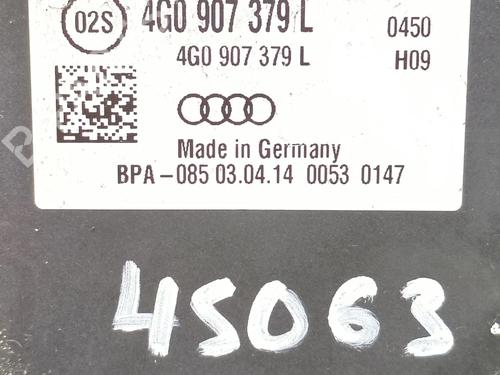 02S 4G0 907 379 L 0450
4G0 907 379 L H09
Made in Germany
BPA-085 03.04.14 0053 0147
45063